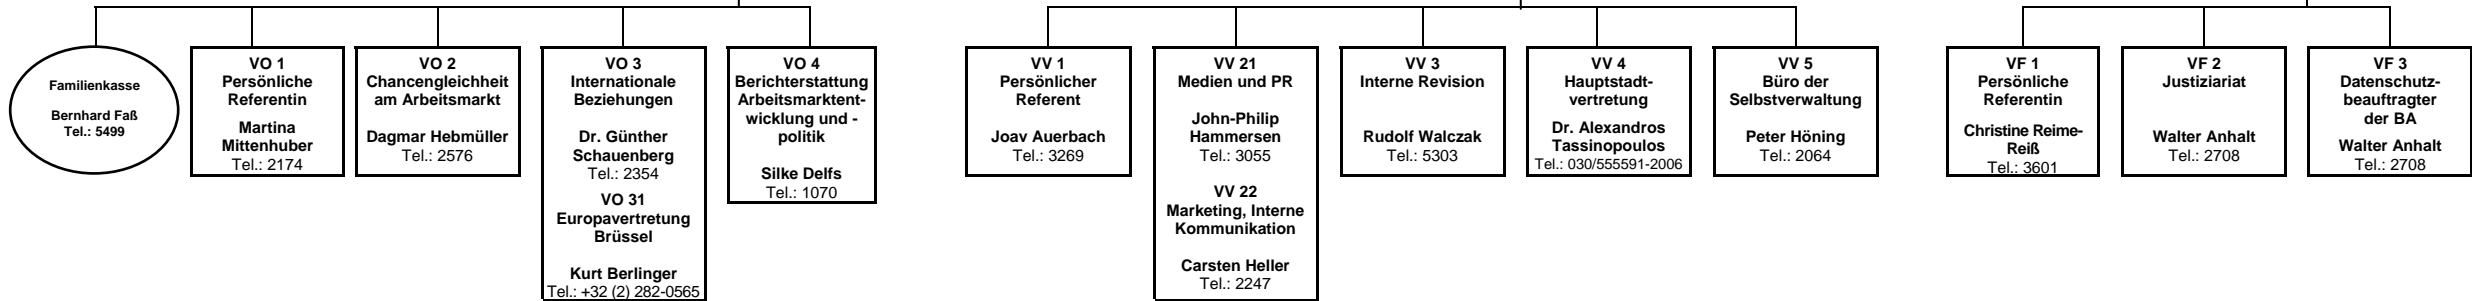 Familienkasse
Bernhard Faß
Tel.: 5499
VO 1
Persönliche
Referentin
Martina
Mittenhuber
Tel.: 2174
VO 2
Chancengleichheit
am Arbeitsmarkt
Dagmar Hebmüller
Tel.: 2576
VO 3
Internationale
Beziehungen
Dr. Günther
Schauenberg
Tel.: 2354
VO 31
Europavertretung
Brüssel
Kurt Berlinger
Tel.: +32 (2) 282-0565
VO 4
Berichterstattung
Arbeitsmarktent-
wicklung und -
politik
Silke Delfs
Tel.: 1070
VV 1
Persönlicher
Referent
Joav Auerbach
Tel.: 3269
VV 21
Medien und PR
John-Philip
Hammersen
Tel.: 3055
VV 22
Marketing, Interne
Kommunikation
Carsten Heller
Tel.: 2247
VV 3
Interne Revision
Rudolf Walczak
Tel.: 5303
VV 4
Hauptstadt-
vertretung
Dr. Alexandros
Tassinopoulos
Tel.: 030/555591-2006
VV 5
Büro der
Selbstverwaltung
Peter Höning
Tel.: 2064
VF 1
Persönliche
Referentin
Christine Reime-
Reiß
Tel.: 3601
VF 2
Justiziariat
Walter Anhalt
Tel.: 2708
VF 3
Datenschutz-
beauftragter
der BA
Walter Anhalt
Tel.: 2708